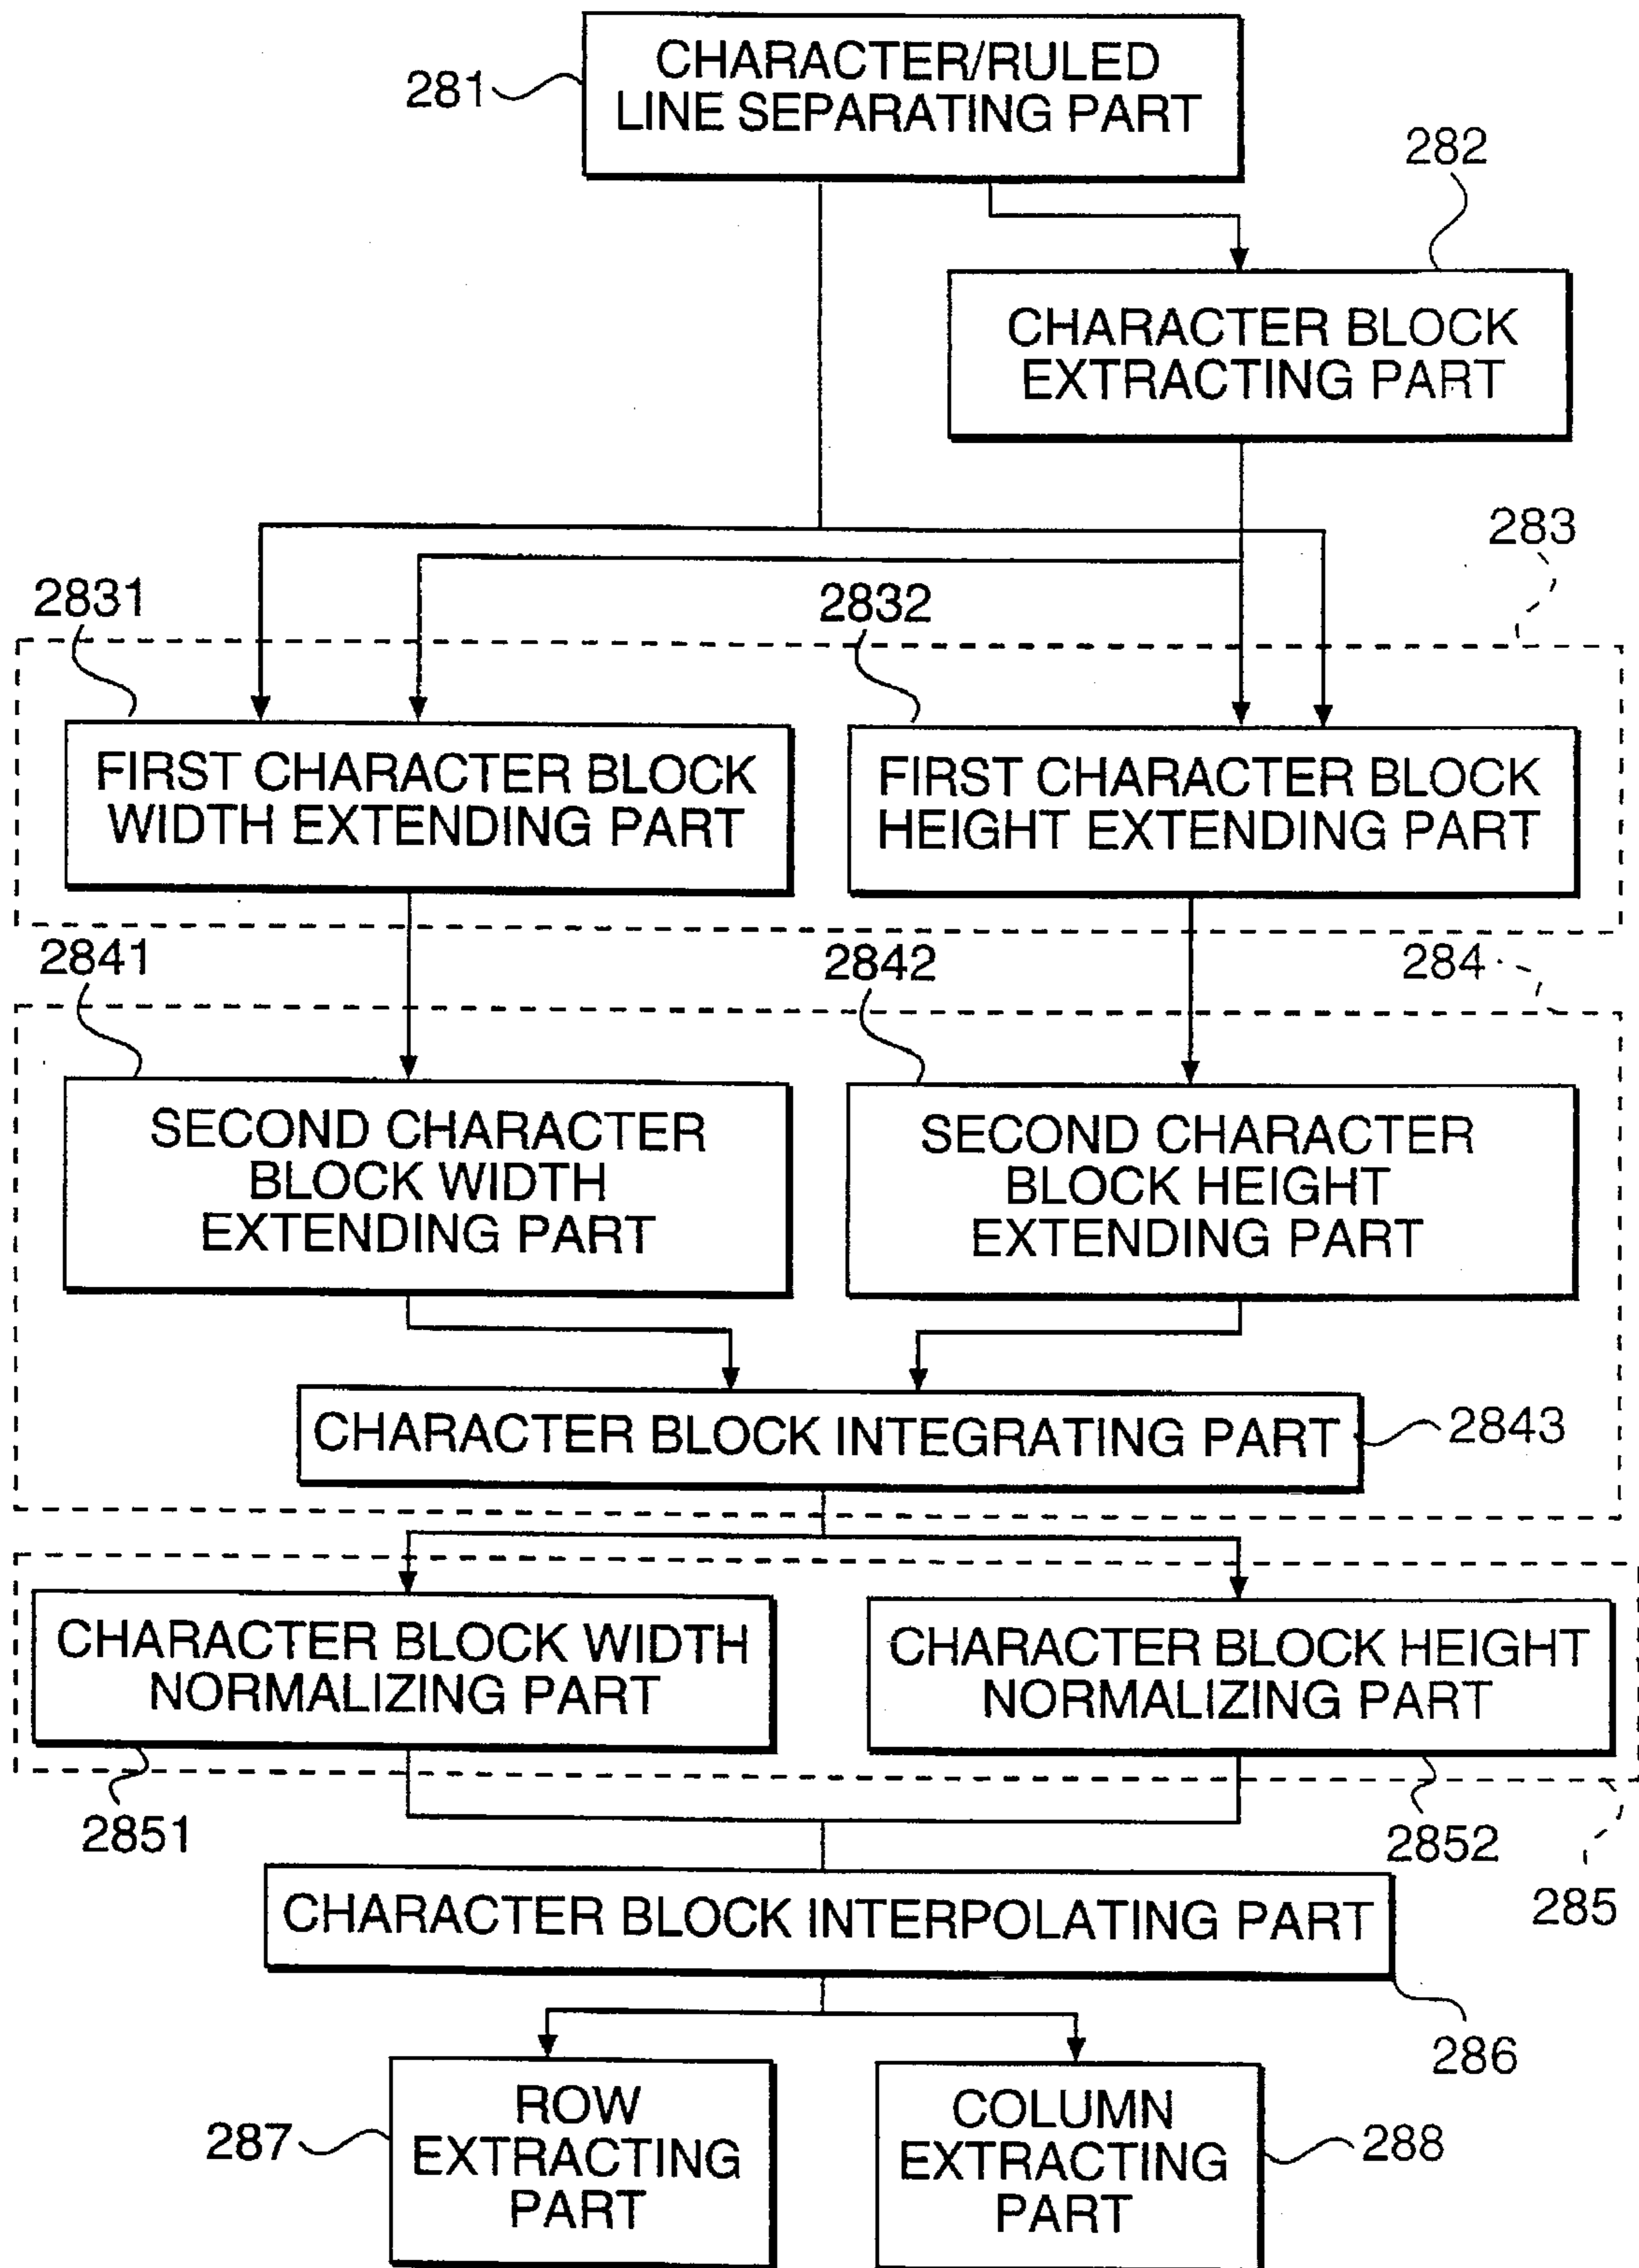 CHARACTER/RULED
LINE SEPARATING PART
281
282
CHARACTER BLOCK
EXTRACTING PART
283
2831
2832
FIRST CHARACTER BLOCK
WIDTH EXTENDING PART
FIRST CHARACTER BLOCK
HEIGHT EXTENDING PART
2841
2842
284
SECOND CHARACTER
BLOCK WIDTH
EXTENDING PART
SECOND CHARACTER
BLOCK HEIGHT
EXTENDING PART
CHARACTER BLOCK INTEGRATING PART
2843
CHARACTER BLOCK WIDTH
NORMALIZING PART
CHARACTER BLOCK HEIGHT
NORMALIZING PART
2851
2852
285
CHARACTER BLOCK INTERPOLATING PART
286
ROW
EXTRACTING
PART
287
COLUMN
EXTRACTING
PART
288